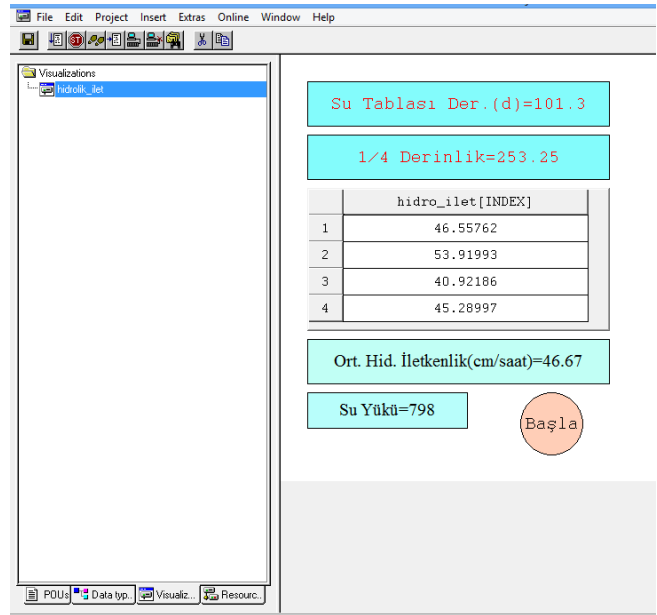 File Edit Project Insert Extras Online Window Help
Visualizations
hidrolik_ilet
Su Tablası Der.(d)=101.3
1/4 Derinlik=253.25
hidro_ilet[INDEX]
1 46.55762
2 53.91993
3 40.92186
4 45.28997
Ort. Hid. İletkenlik(cm/saat)=46.67
Su Yükü=798
Başla
POUs Data typ.. Visualiz... Resourc..